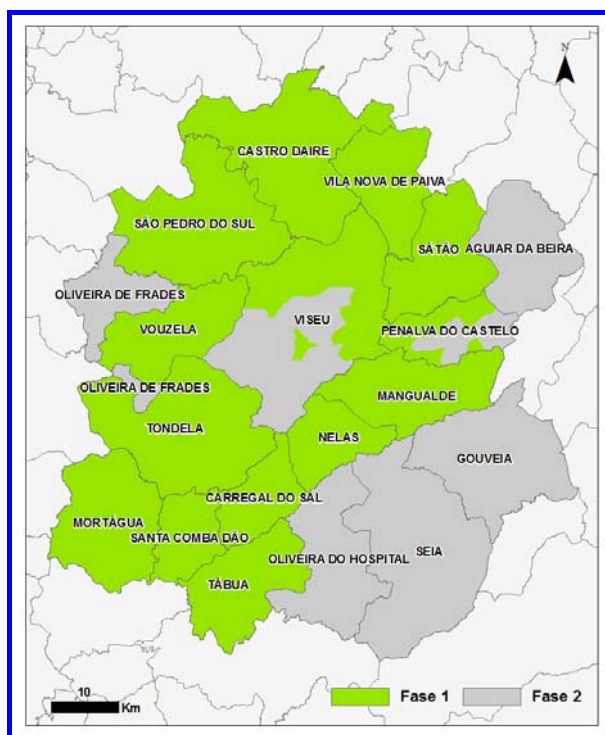 N
CASTRO DAIRE
VILA NOVA DE PAIVA
SÃO PEDRO DO SUL
SÁTÃO
AGUIAR DA BEIRA
OLIVEIRA DE FRADES
VISEU
VOUZELA
PENALVA DO CASTELO
OLIVEIRA DE FRADES
MANGUALDE
TONDELA
NELAS
GOUVEIA
CARREGAL DO SAL
MORTÁGUA
SANTA COMBA DÃO
OLIVEIRA DO HOSPITAL
SEIA
TÁBUA
10
Km
Fase 1
Fase 2